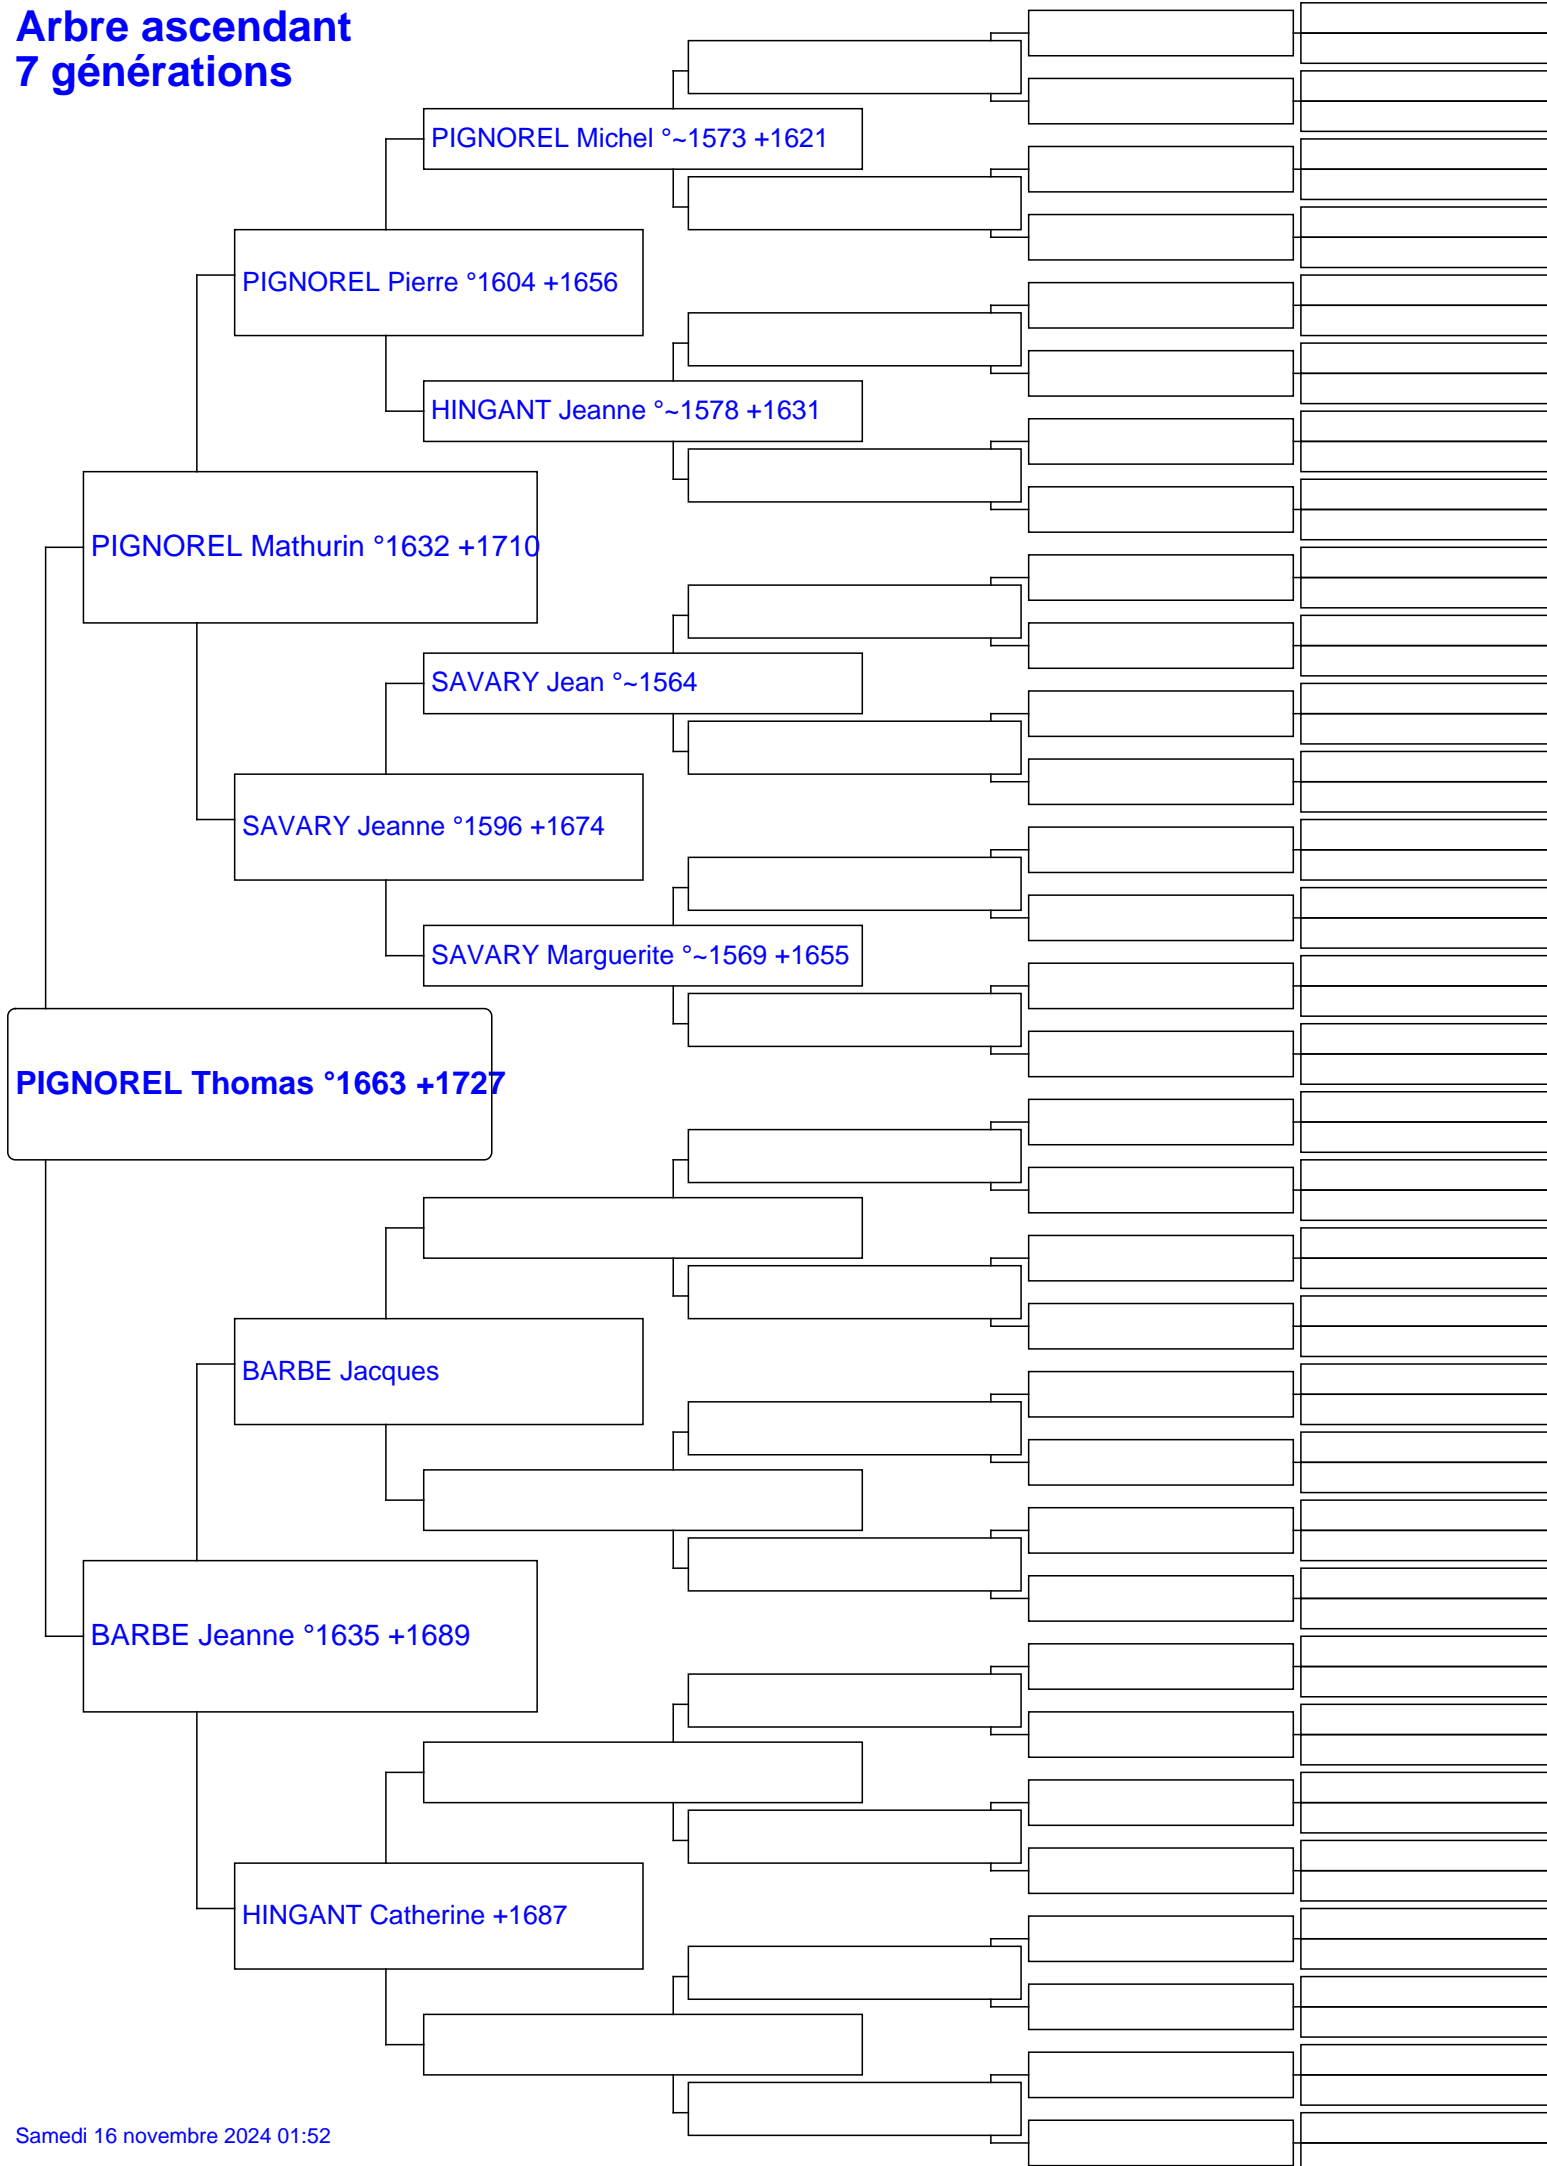 Arbre ascendant
7 générations
PIGNOREL Michel °~1573 +1621
PIGNOREL Pierre °1604 +1656
HINGANT Jeanne °~1578 +1631
PIGNOREL Mathurin °1632 +1710
SAVARY Jean °~1564
SAVARY Jeanne °1596 +1674
SAVARY Marguerite °~1569 +1655
PIGNOREL Thomas °1663 +1727
BARBE Jacques
BARBE Jeanne °1635 +1689
HINGANT Catherine +1687
Samedi 16 novembre 2024 01:52